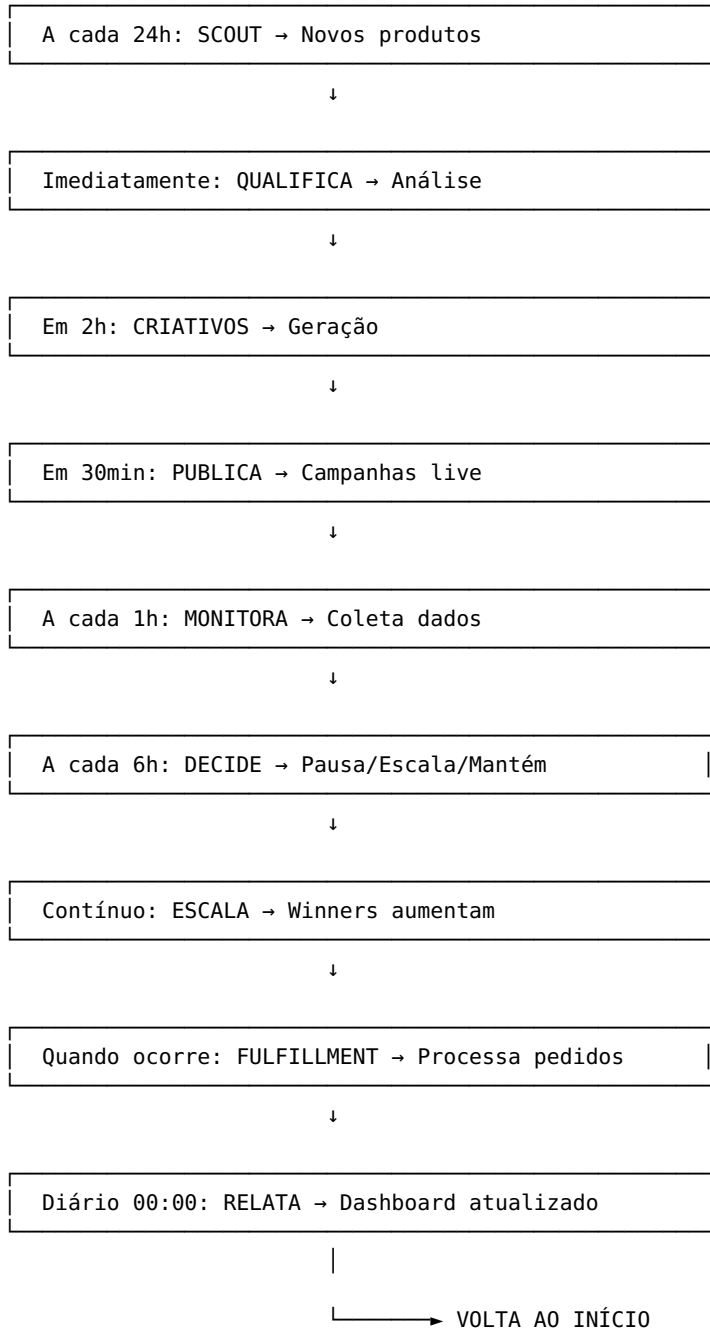 A cada 24h: SCOUT → Novos produtos
↓
Imediatamente: QUALIFICA → Análise
↓
Em 2h: CRIATIVOS → Geração
↓
Em 30min: PUBLICA → Campanhas live
↓
A cada 1h: MONITORA → Coleta dados
↓
A cada 6h: DECIDE → Pausa/Escala/Mantém
↓
Contínuo: ESCALA → Winners aumentam
↓
Quando ocorre: FULFILLMENT → Processa pedidos
↓
Diário 00:00: RELATA → Dashboard atualizado
VOLTA AO INÍCIO